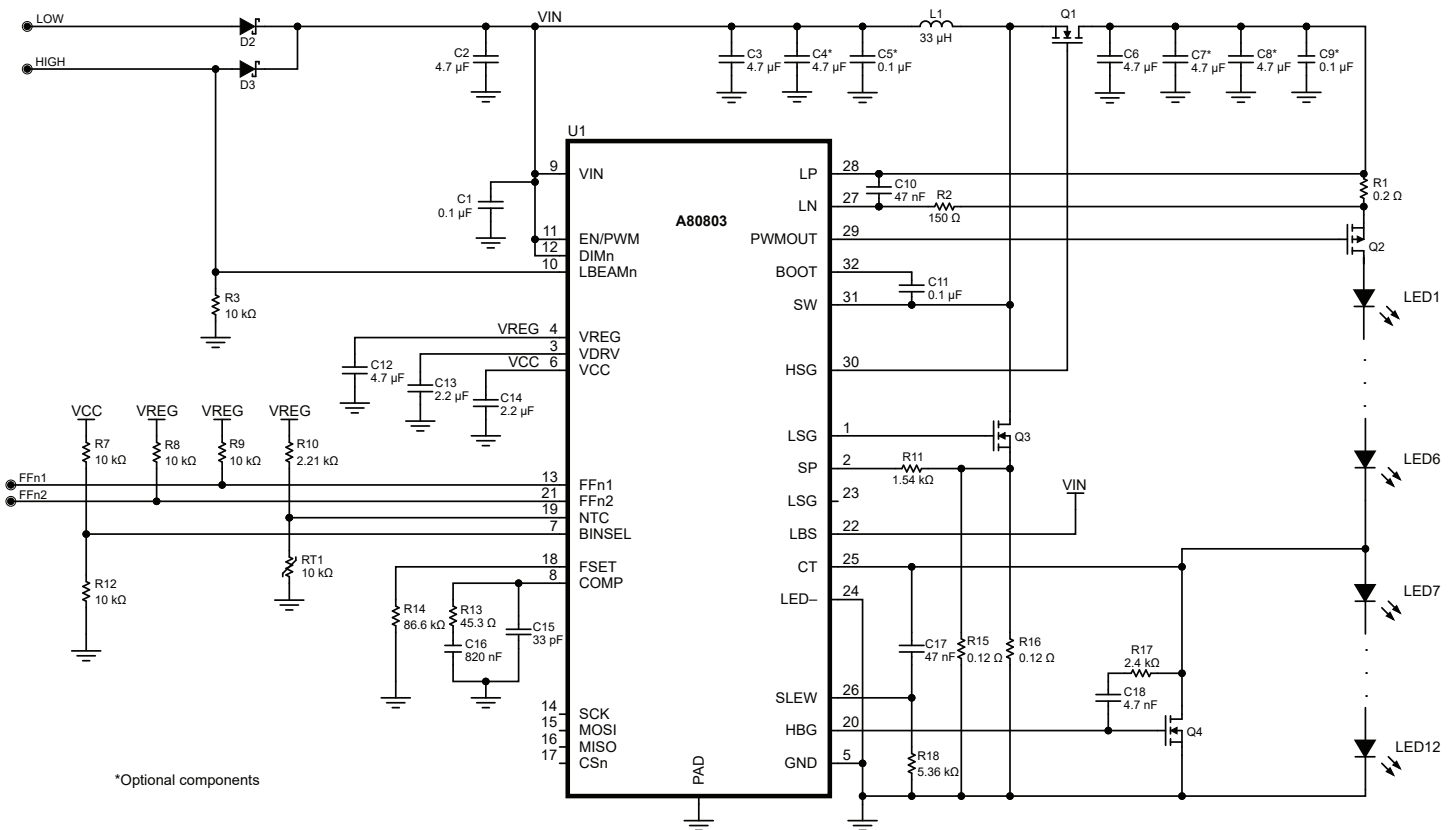 LOW
D2
VIN
HIGH
D3
C2
4.7 µF
C3
4.7 µF
C4*
4.7 µF
C5*
0.1 µF
L1
33 µH
Q1
C6
4.7 µF
C7*
4.7 µF
C8*
4.7 µF
C9*
0.1 µF
U1
A80803
C1
0.1 µF
R3
10 kΩ
9 VIN
11 EN/PWM
12 DIMn
10 LBEAMn
VREG 4 VREG
3 VDRV
VCC 6 VCC
C12
4.7 µF
C13
2.2 µF
C14
2.2 µF
VCC
VREG
VREG
VREG
R7
10 kΩ
R8
10 kΩ
R9
10 kΩ
R10
2.21 kΩ
FFn1
FFn2
13 FFn1
21 FFn2
19 NTC
7 BINSEL
18 FSET
8 COMP
RT1
10 kΩ
R12
10 kΩ
R14
86.6 kΩ
R13
45.3 Ω
C16
820 nF
C15
33 pF
14 SCK
15 MOSI
16 MISO
17 CSn
PAD
LP 28
LN 27
PWMOUT 29
BOOT 32
SW 31
HSG 30
LSG 1
SP 2
LSG 23
LBS 22
CT 25
LED– 24
SLEW 26
HBG 20
GND 5
C10
47 nF
R2
150 Ω
R1
0.2 Ω
Q2
C11
0.1 µF
LED1
Q3
R11
1.54 kΩ
VIN
LED6
LED7
C17
47 nF
R15
0.12 Ω
R16
0.12 Ω
R17
2.4 kΩ
C18
4.7 nF
Q4
R18
5.36 kΩ
LED12
*Optional components